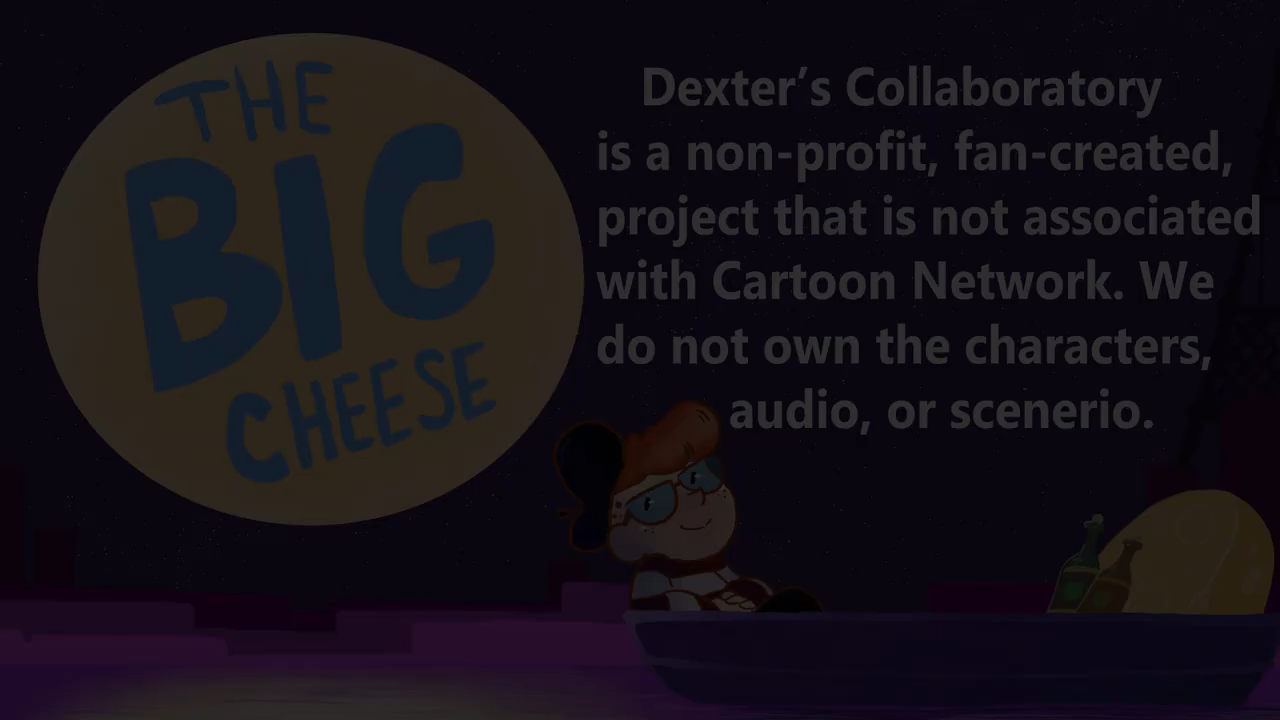 THE
BIG
CHEESE
Dexter’s Collaboratory
is a non-profit, fan-created,
project that is not associated
with Cartoon Network. We
do not own the characters,
audio, or scenerio.